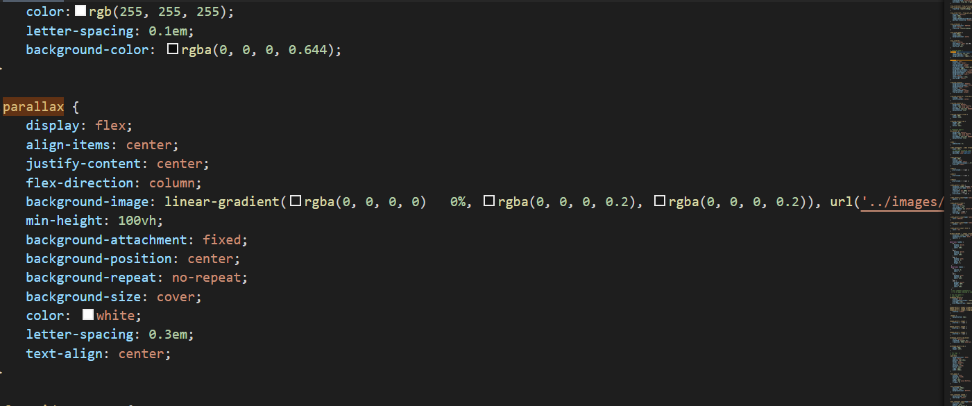 color: rgb(255, 255, 255);
letter-spacing: 0.1em;
background-color: rgba(0, 0, 0, 0.644);
parallax {
display: flex;
align-items: center;
justify-content: center;
flex-direction: column;
background-image: linear-gradient(rgba(0, 0, 0, 0) 0%, rgba(0, 0, 0, 0.2), rgba(0, 0, 0, 0.2)), url('../images/
min-height: 100vh;
background-attachment: fixed;
background-position: center;
background-repeat: no-repeat;
background-size: cover;
color: white;
letter-spacing: 0.3em;
text-align: center;